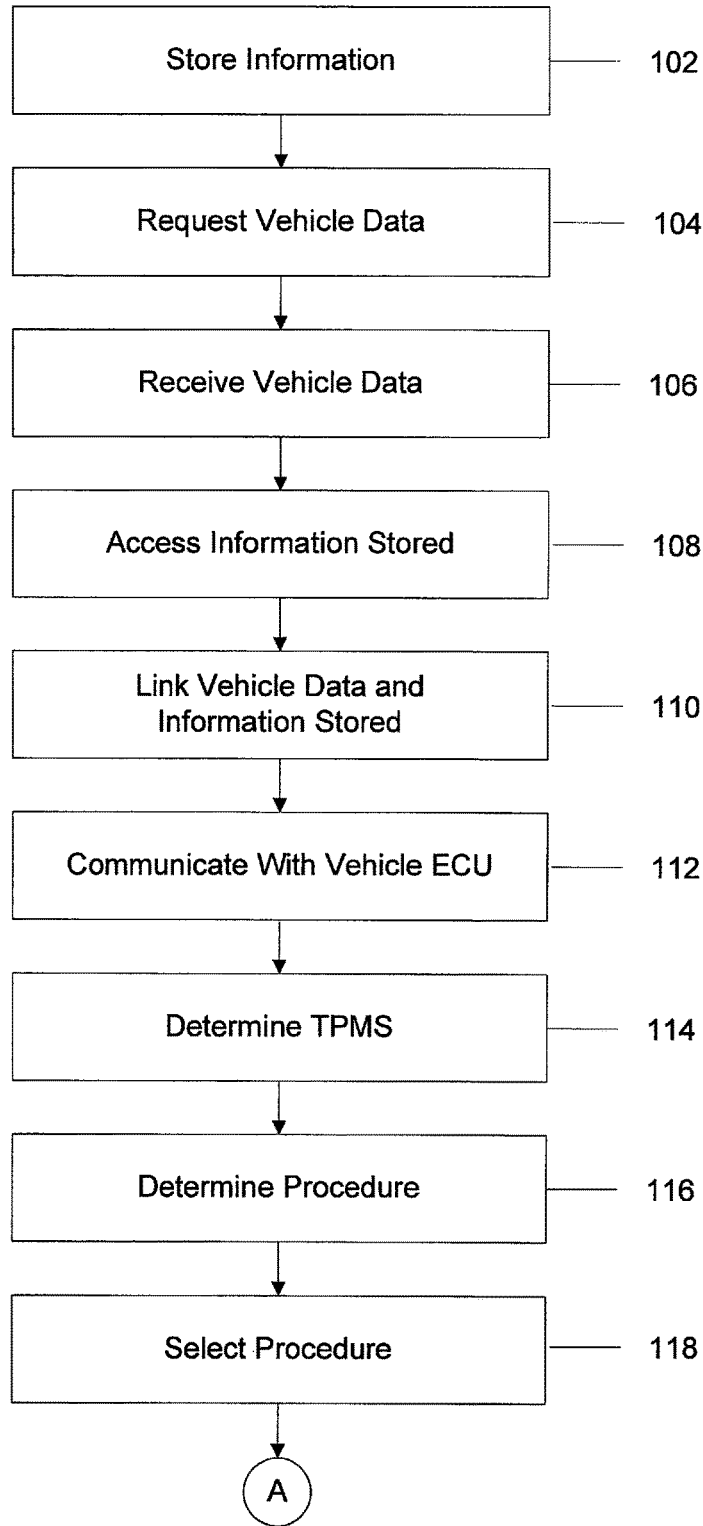 Store Information 102
Request Vehicle Data 104
Receive Vehicle Data 106
Access Information Stored 108
Link Vehicle Data and
Information Stored 110
Communicate With Vehicle ECU 112
Determine TPMS 114
Determine Procedure 116
Select Procedure 118
A